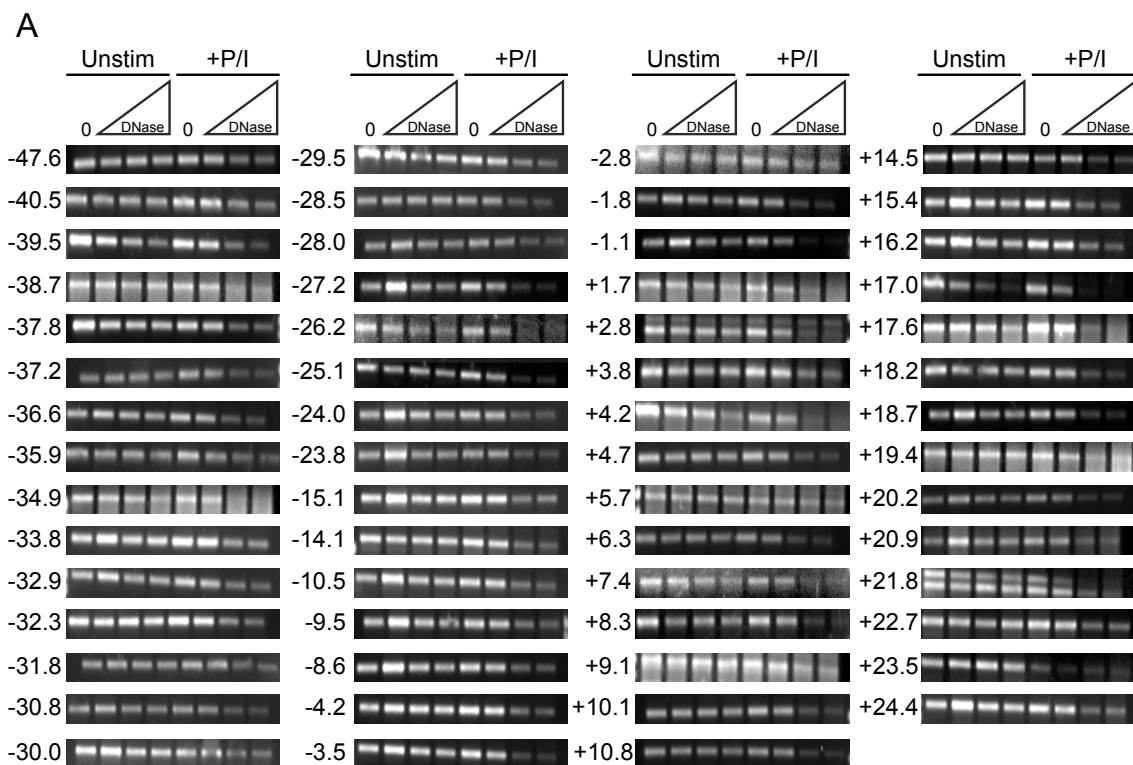 A
Unstim +P/I Unstim +P/I Unstim +P/I Unstim +P/I
0 DNase 0 DNase 0 DNase 0 DNase 0 DNase 0 DNase 0 DNase 0 DNase
-47.6 -29.5 -2.8 +14.5
-40.5 -28.5 -1.8 +15.4
-39.5 -28.0 -1.1 +16.2
-38.7 -27.2 +1.7 +17.0
-37.8 -26.2 +2.8 +17.6
-37.2 -25.1 +3.8 +18.2
-36.6 -24.0 +4.2 +18.7
-35.9 -23.8 +4.7 +19.4
-34.9 -15.1 +5.7 +20.2
-33.8 -14.1 +6.3 +20.9
-32.9 -10.5 +7.4 +21.8
-32.3 -9.5 +8.3 +22.7
-31.8 -8.6 +9.1 +23.5
-30.8 -4.2 +10.1 +24.4
-30.0 -3.5 +10.8